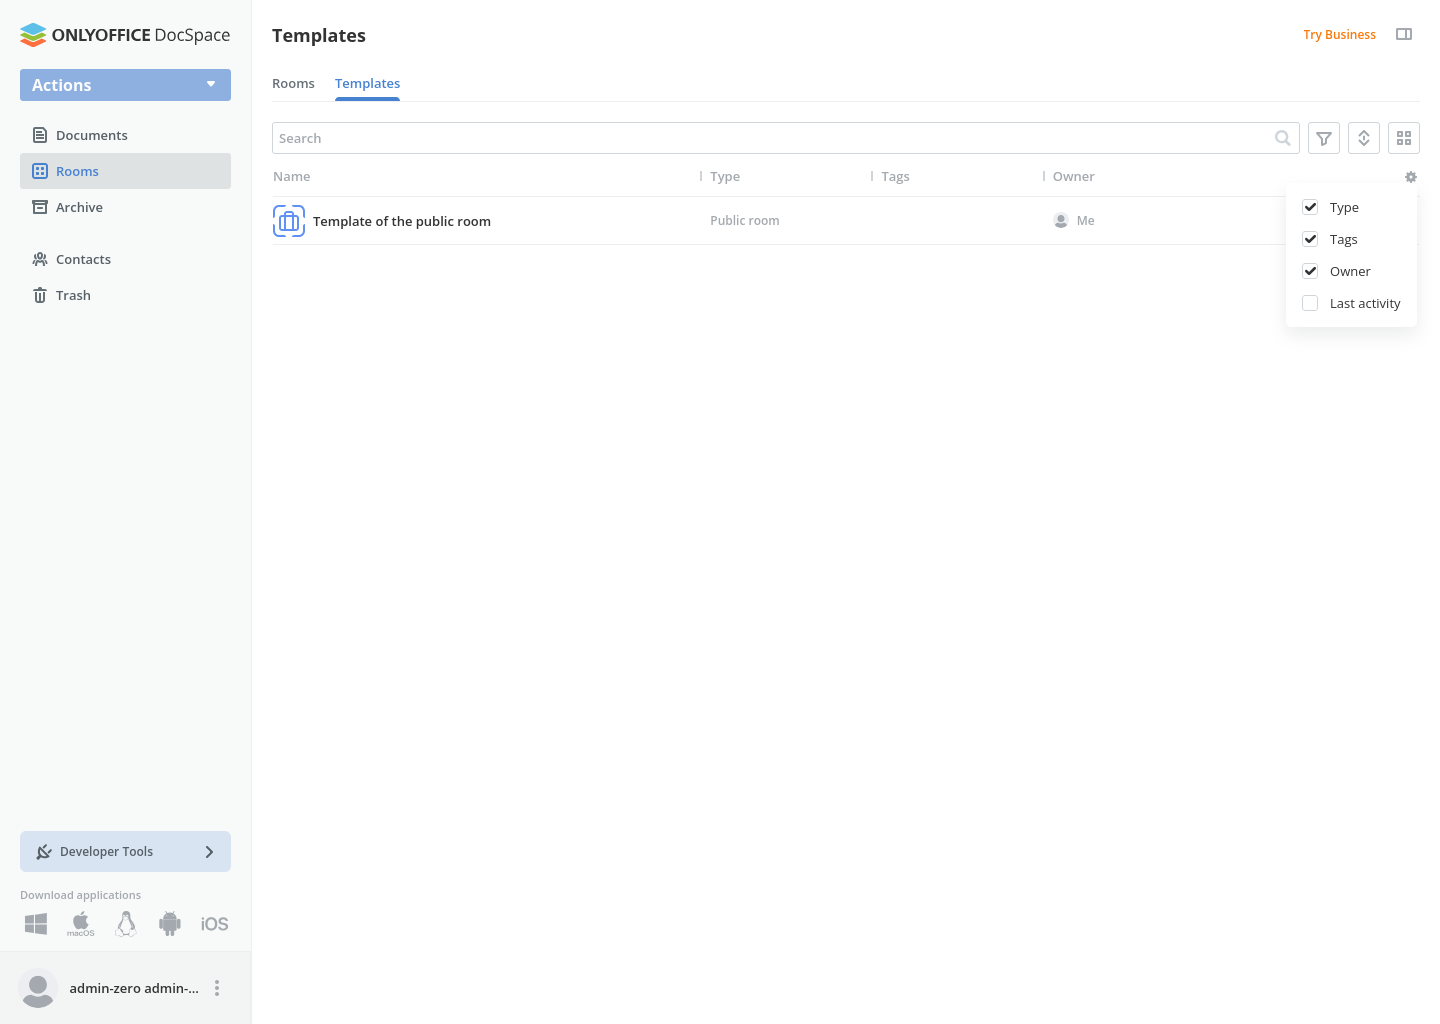 ONLYOFFICE DocSpace
Actions
Documents
Rooms
Archive
Contacts
Trash
Developer Tools
Download applications
macOS
iOS
admin-zero admin-...
Templates
Try Business
Rooms
Templates
Search
Name
Type
Tags
Owner
Template of the public room
Public room
Me
Type
Tags
Owner
Last activity